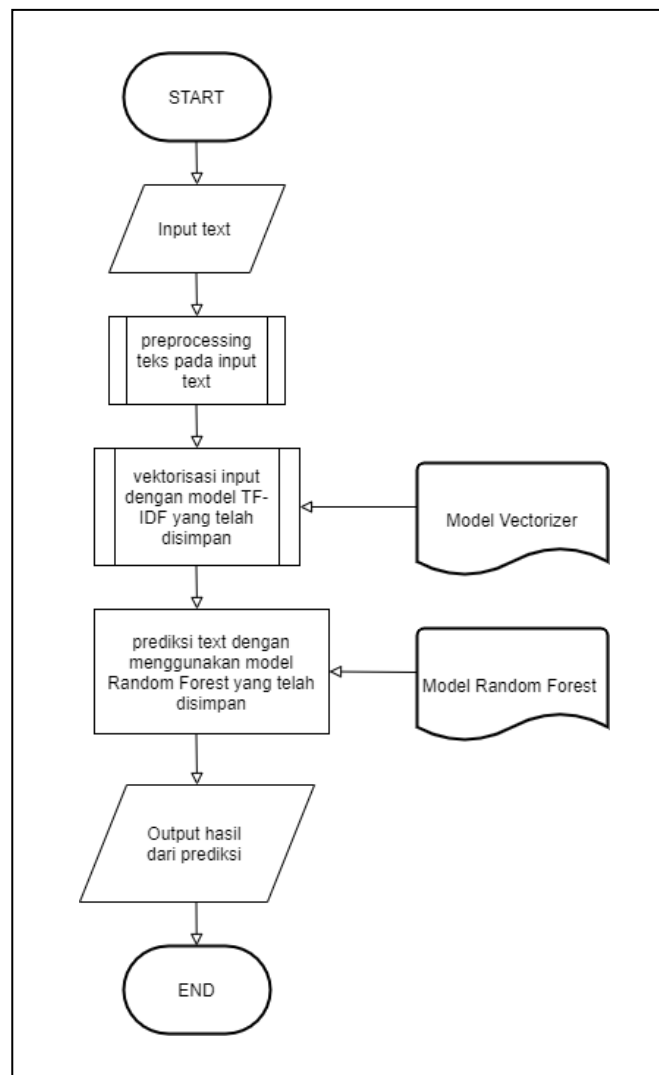 START
Input text
preprocessing
teks pada input
text
vektorisasi input
dengan model TF-
IDF yang telah
disimpan
Model Vectorizer
prediksi text dengan
menggunakan model
Random Forest yang telah
disimpan
Model Random Forest
Output hasil
dari prediksi
END